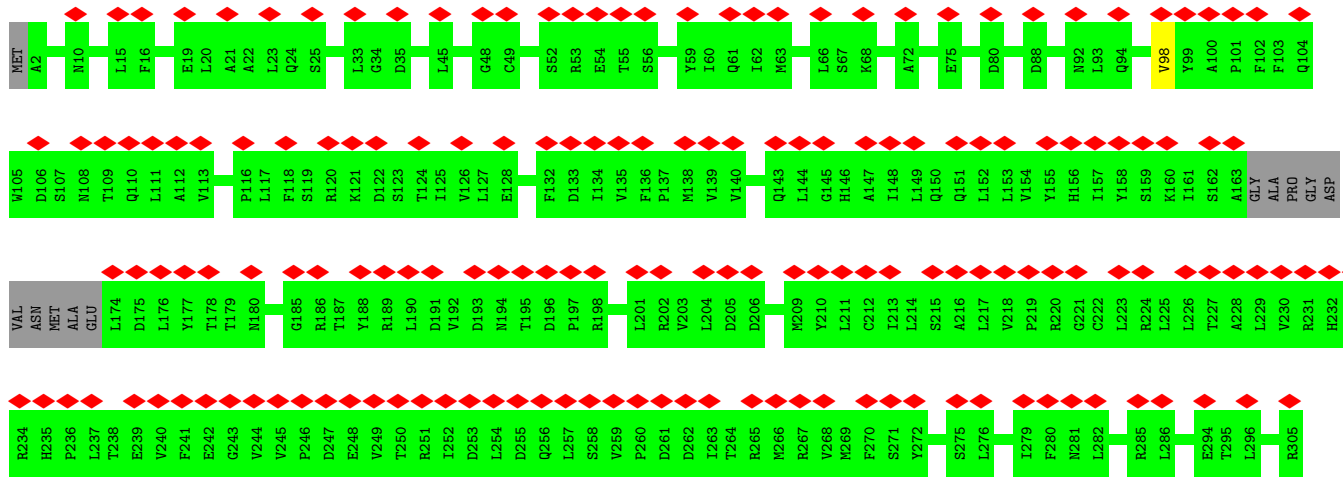 MET A2 N10 L15 F16 E19 L20 A21 A22 L23 Q24 S25 L33 G34 D35 L45 G48 C49 S52 R53 E54 T55 S56 Y59 I60 Q61 I62 M63 L66 S67 K68 A72 E75 D80 D88 N92 L93 Q94 V98 Y99 A100 P101 F102 F103 Q104
W105 D106 S107 N108 T109 Q110 L111 A112 V113 P116 L117 F118 S119 R120 K121 D122 S123 T124 I125 V126 L127 E128 F132 D133 I134 V135 F136 P137 M138 V139 V140 Q143 L144 G145 H146 A147 I148 L149 Q150 Q151 L152 L153 V154 Y155 H156 I157 Y158 S159 K160 I161 S162 A163 GLY ALA PRO GLY ASP
VAL ASN MET ALA GLU L174 D175 L176 Y177 T178 T179 N180 G185 R186 T187 Y188 R189 L190 D191 V192 D193 N194 T195 D196 P197 R198 L201 R202 V203 L204 D205 D206 M209 Y210 L211 C212 I213 L214 S215 A216 L217 V218 P219 R220 G221 C222 L223 R224 L225 L226 T227 A228 L229 V230 R231 H232
R234 H235 P236 L237 T238 E239 V240 F241 E242 G243 V244 V245 P246 D247 E248 V249 T250 R251 I252 D253 L254 D255 Q256 L257 S258 V259 P260 D261 D262 I263 T264 R265 M266 R267 V268 M269 F270 S271 Y272 S275 L276 I279 F280 N281 L282 R285 L286 E294 T295 L296 R305